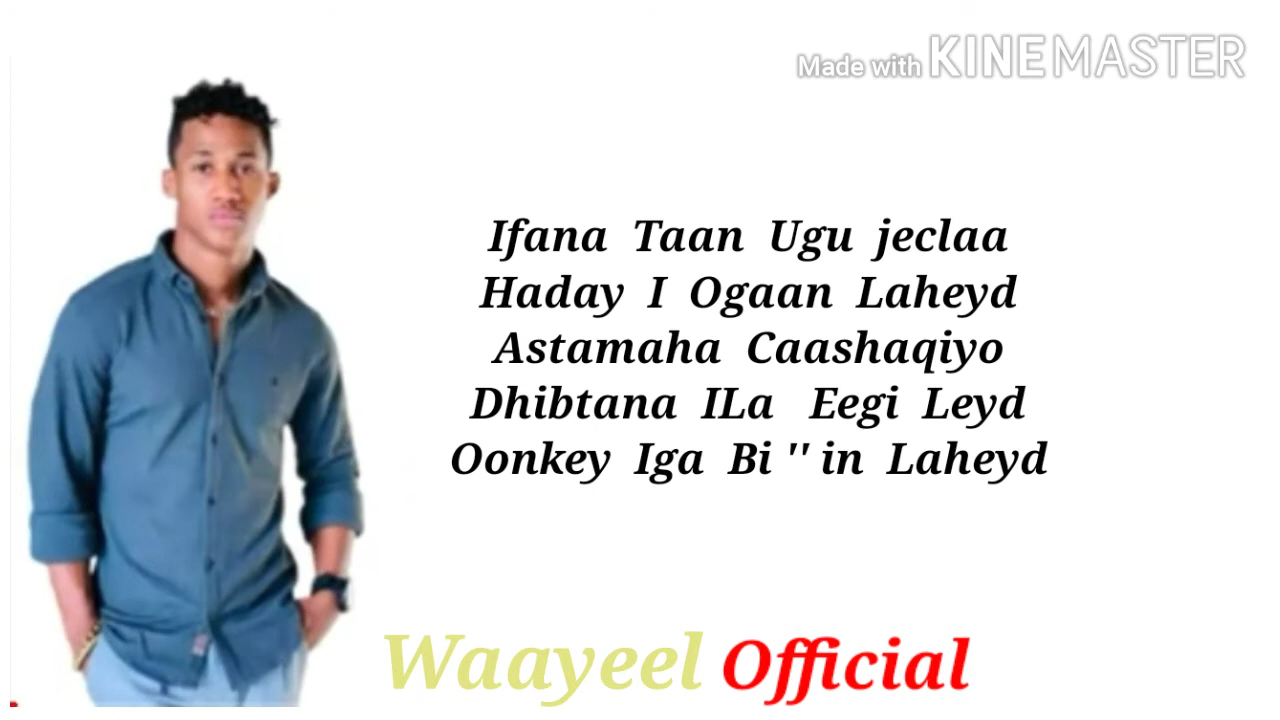 Made with KINEMASTER
Ifana Taan Ugu jeclaa
Haday I Ogaan Laheyd
Astamaha Caashaqiyo
Dhibtana ILa Eegi Leyd
Oonkey Iga Bi '' in Laheyd
Waayeel Official